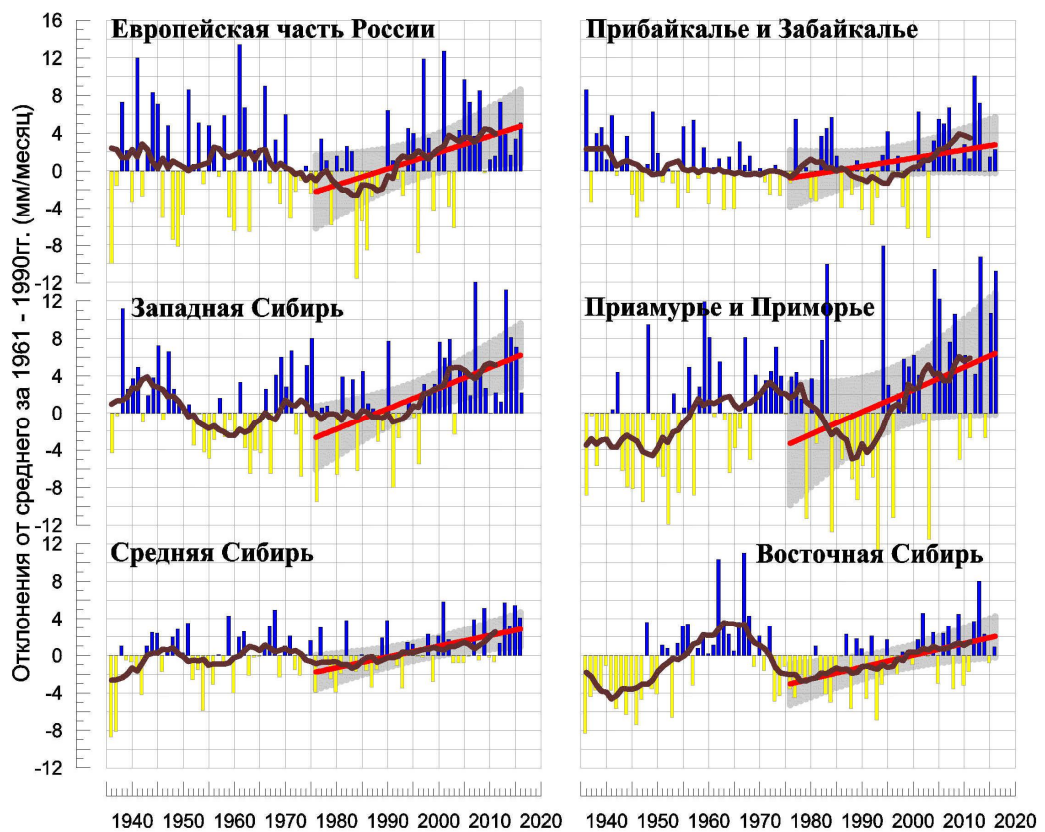 Отклонения от среднего за 1961 - 1990гг. (мм/месяц)
Европейская часть России
Прибайкалье и Забайкалье
16
12
8
4
0
-4
-8
-12
Западная Сибирь
Приамурье и Приморье
12
8
4
0
-4
-8
-12
Средняя Сибирь
Восточная Сибирь
12
8
4
0
-4
-8
-12
1940 1950 1960 1970 1980 1990 2000 2010 2020
1940 1950 1960 1970 1980 1990 2000 2010 2020